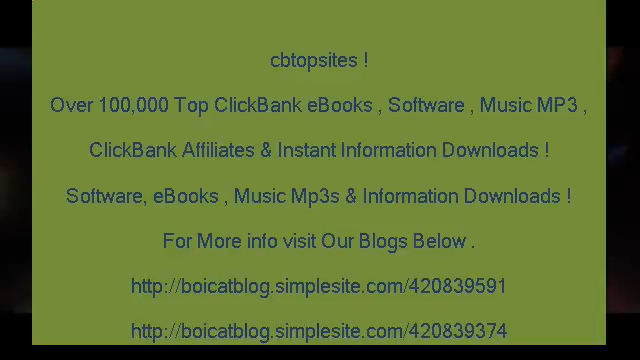 cbtopsites !
Over 100,000 Top ClickBank eBooks , Software , Music MP3 ,
ClickBank Affiliates & Instant Information Downloads !
Software, eBooks , Music Mp3s & Information Downloads !
For More info visit Our Blogs Below .
http://boicatblog.simplesite.com/420839591
http://boicatblog.simplesite.com/420839374